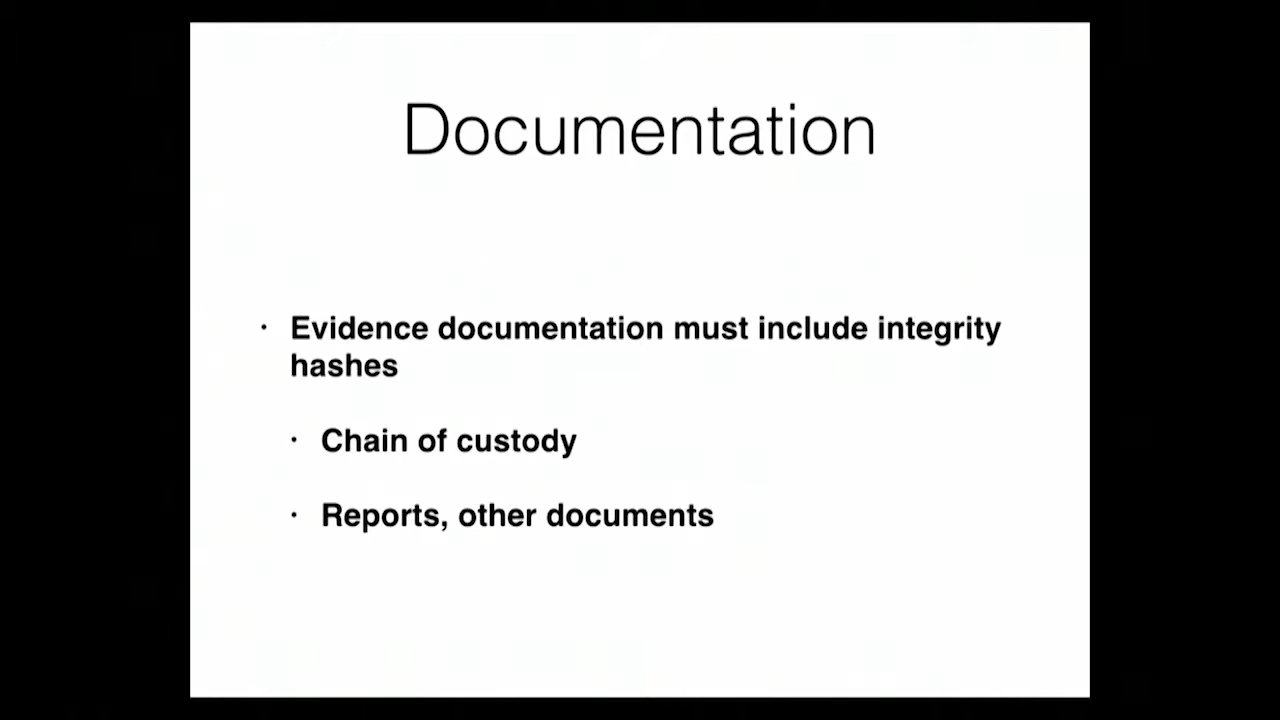 Documentation
· Evidence documentation must include integrity
hashes
· Chain of custody
· Reports, other documents